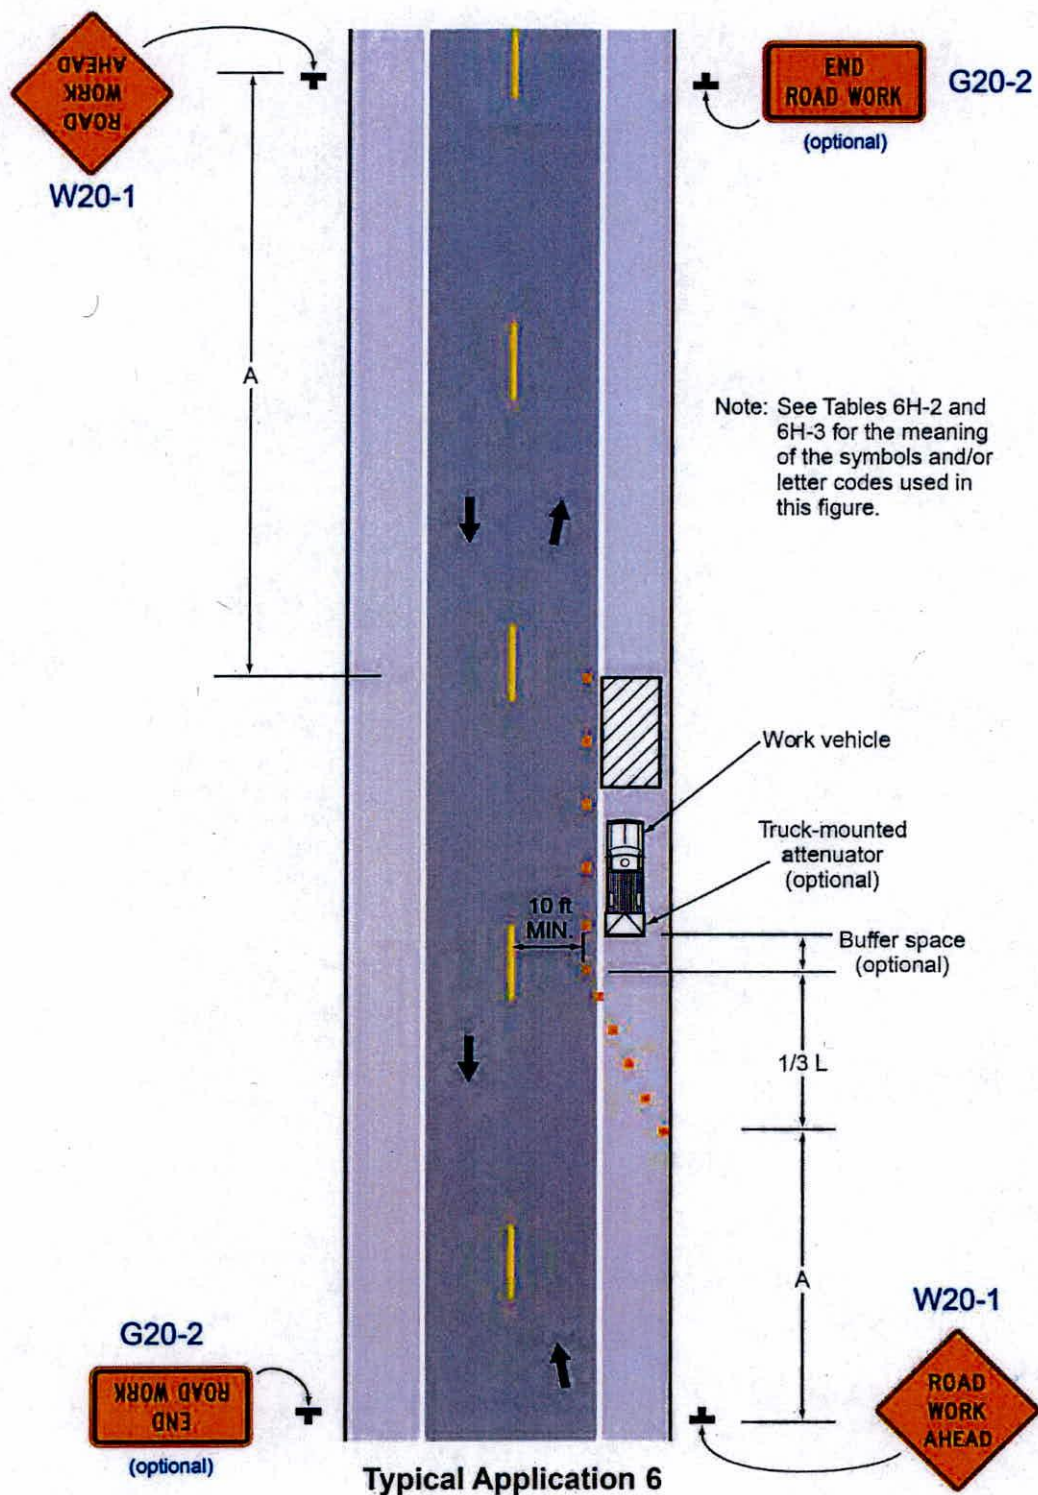 ROAD
WORK
AHEAD
W20-1
END
ROAD WORK
G20-2
(optional)
A
Note: See Tables 6H-2 and
6H-3 for the meaning
of the symbols and/or
letter codes used in
this figure.
Work vehicle
Truck-mounted
attenuator
(optional)
10 ft
MIN.
Buffer space
(optional)
1/3 L
A
W20-1
ROAD
WORK
AHEAD
G20-2
END
ROAD WORK
(optional)
Typical Application 6